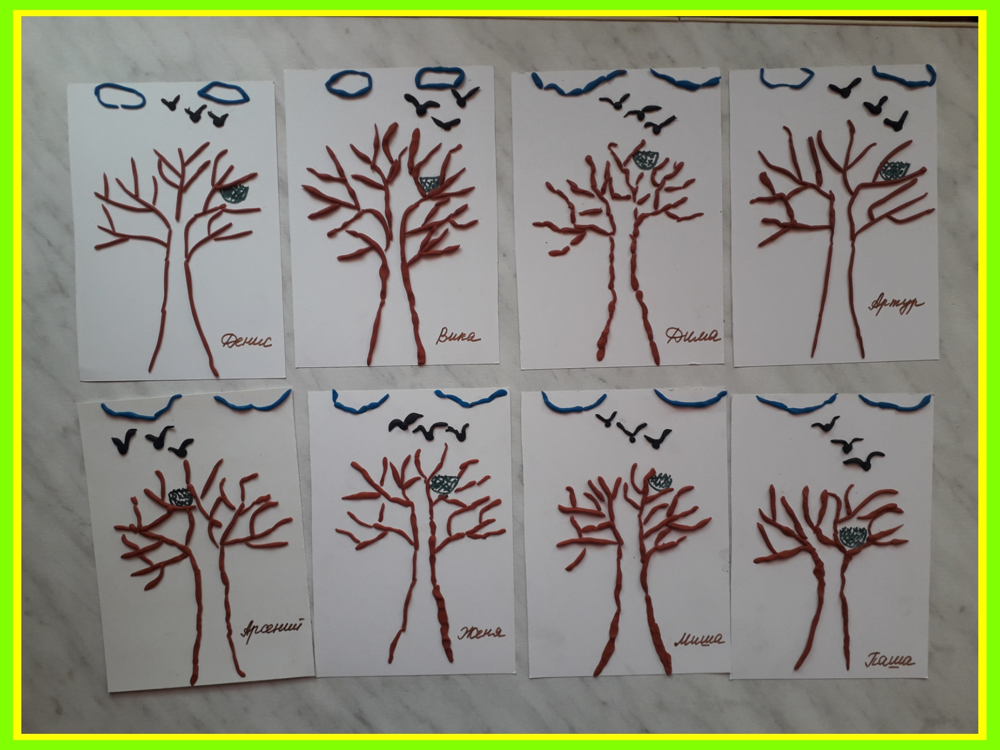 Денис
Вика
Дима
Артур
Арсений
Женя
Миша
Паша